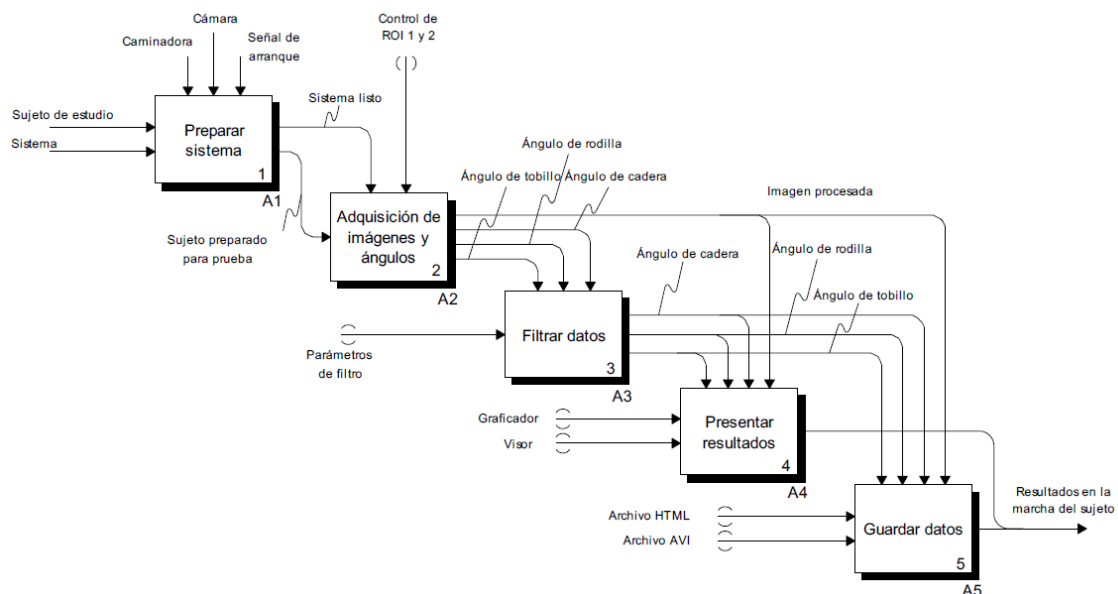 Cámara
Caminadora
Señal de
arranque
Control de
ROI 1 y 2
Sujeto de estudio
Sistema
Preparar
sistema
1
A1
Sistema listo
Sujeto preparado
para prueba
Adquisición de
imágenes y
ángulos
2
A2
Ángulo de rodilla
Ángulo de tobillo
Ángulo de cadera
Imagen procesada
Parámetros
de filtro
Filtrar datos
3
A3
Ángulo de cadera
Ángulo de rodilla
Ángulo de tobillo
Graficador
Visor
Presentar
resultados
4
A4
Archivo HTML
Archivo AVI
Guardar datos
5
A5
Resultados en la
marcha del sujeto